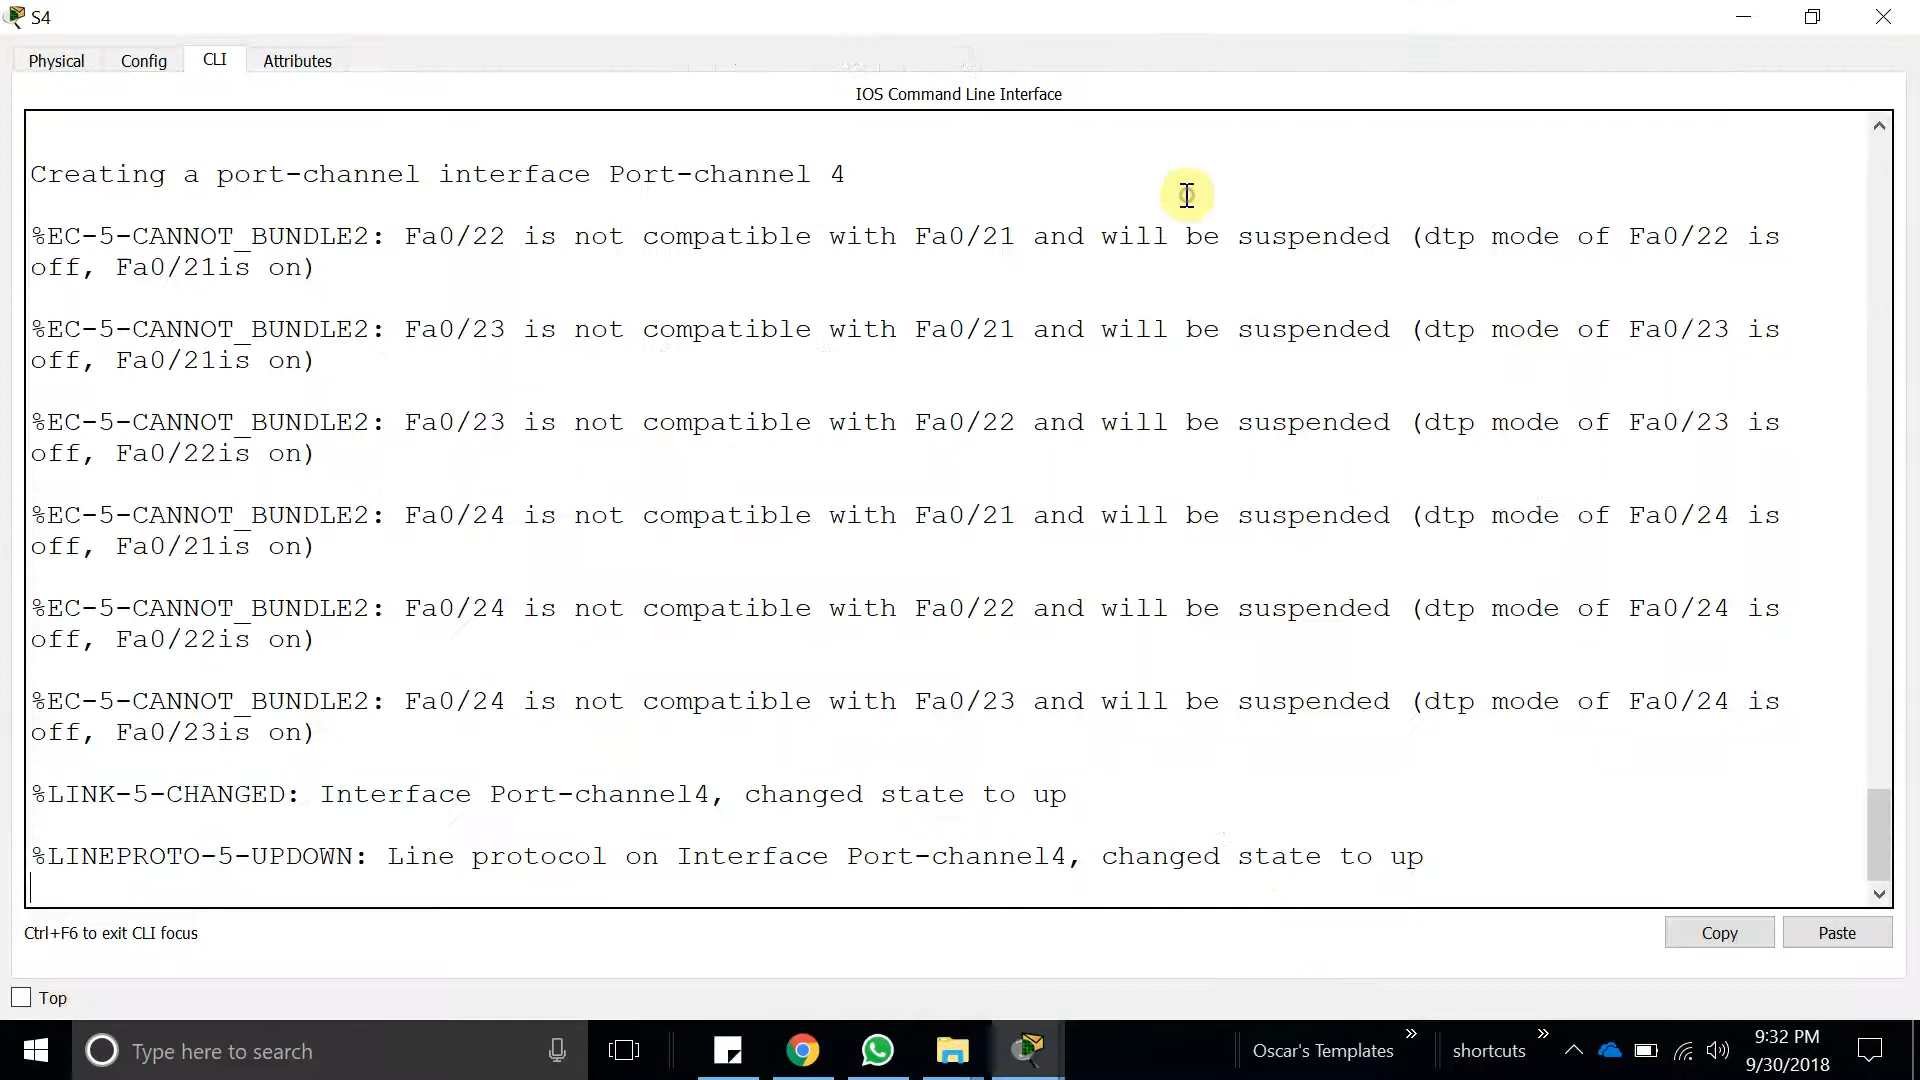 S4
Physical Config CLI Attributes
IOS Command Line Interface
Creating a port-channel interface Port-channel 4
%EC-5-CANNOT_BUNDLE2: Fa0/22 is not compatible with Fa0/21 and will be suspended (dtp mode of Fa0/22 is
off, Fa0/21is on)
%EC-5-CANNOT_BUNDLE2: Fa0/23 is not compatible with Fa0/21 and will be suspended (dtp mode of Fa0/23 is
off, Fa0/21is on)
%EC-5-CANNOT_BUNDLE2: Fa0/23 is not compatible with Fa0/22 and will be suspended (dtp mode of Fa0/23 is
off, Fa0/22is on)
%EC-5-CANNOT_BUNDLE2: Fa0/24 is not compatible with Fa0/21 and will be suspended (dtp mode of Fa0/24 is
off, Fa0/21is on)
%EC-5-CANNOT_BUNDLE2: Fa0/24 is not compatible with Fa0/22 and will be suspended (dtp mode of Fa0/24 is
off, Fa0/22is on)
%EC-5-CANNOT_BUNDLE2: Fa0/24 is not compatible with Fa0/23 and will be suspended (dtp mode of Fa0/24 is
off, Fa0/23is on)
%LINK-5-CHANGED: Interface Port-channel4, changed state to up
%LINEPROTO-5-UPDOWN: Line protocol on Interface Port-channel4, changed state to up
Ctrl+F6 to exit CLI focus
Copy Paste
Top
Type here to search
Oscar's Templates
shortcuts
9:32 PM
9/30/2018